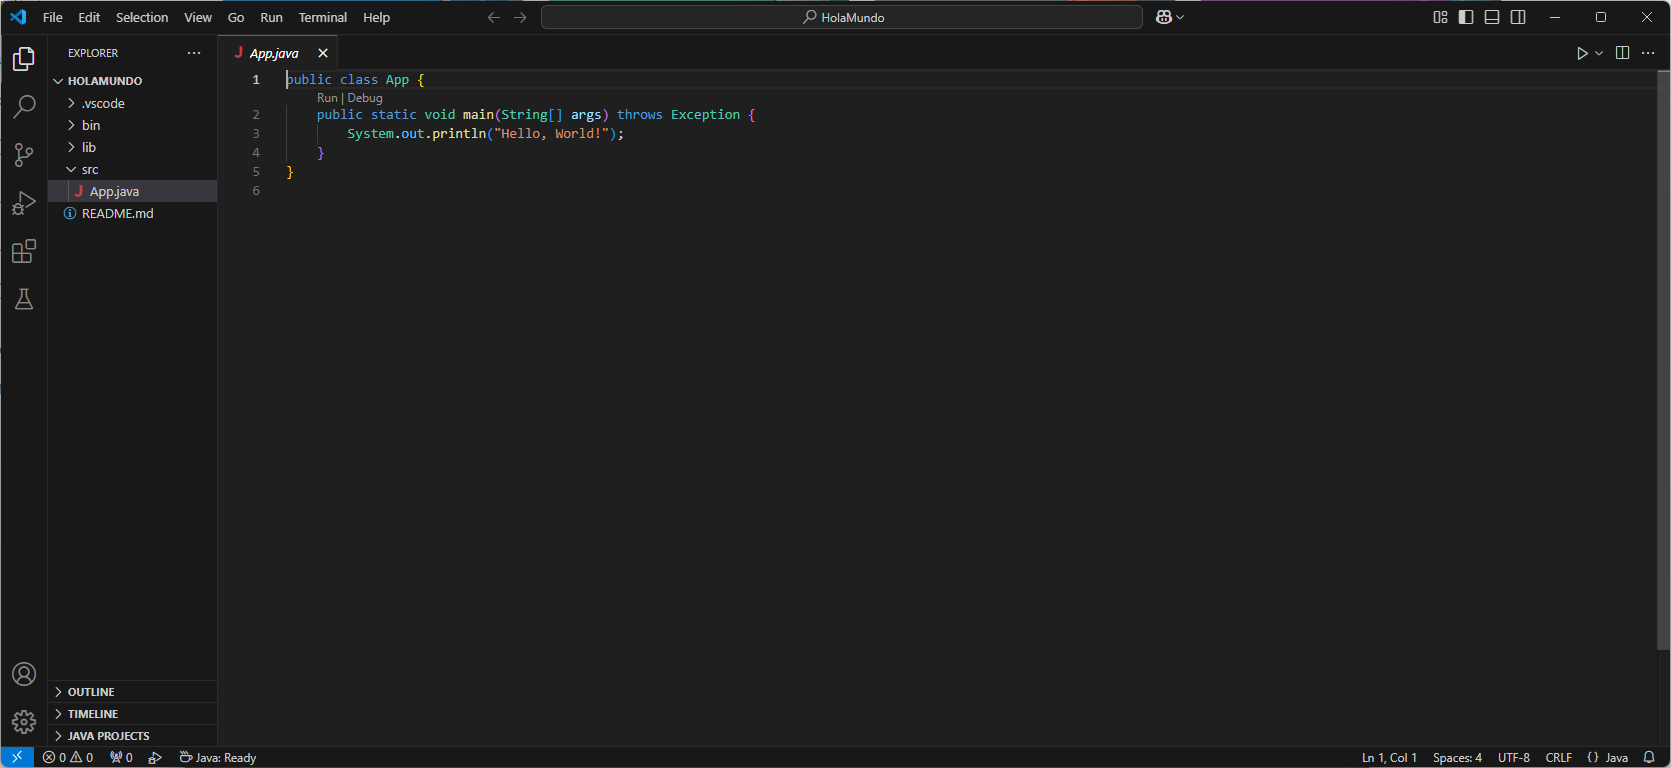 File Edit Selection View Go Run Terminal Help
HolaMundo
EXPLORER
HOLAMUNDO
.vscode
bin
lib
src
App.java
README.md
OUTLINE
TIMELINE
JAVA PROJECTS
App.java
1 public class App {
Run | Debug
2 public static void main(String[] args) throws Exception {
3 System.out.println("Hello, World!");
4 }
5 }
6
0 0 0 Java: Ready Ln 1, Col 1 Spaces: 4 UTF-8 CRLF {} Java